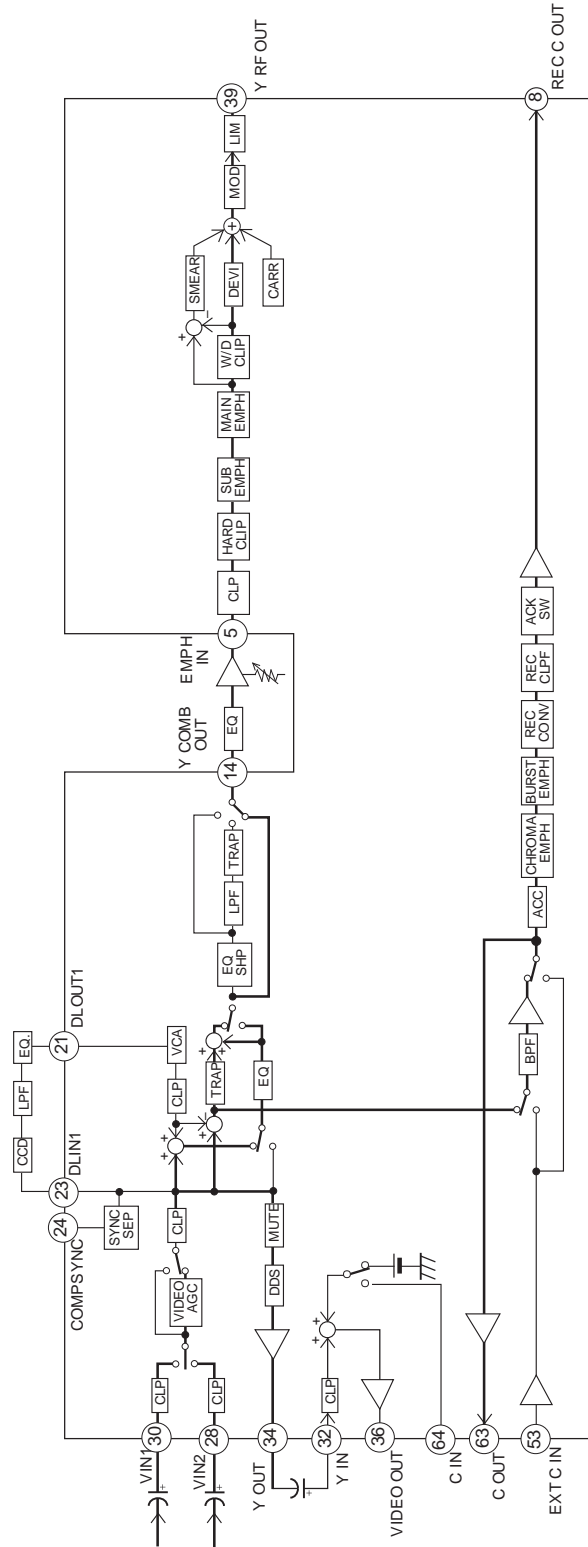 VIN1
30
CLP
VIN2
28
CLP
VIDEO
AGC
CLP
COMPSYNC
24
SYNC
SEP
DLIN1
23
CCD
LPF
EQ.
DLOUT1
21
VCA
CLP
+
+
+
−
TRAP
+
+
EQ
EQ
SHP
LPF
TRAP
Y COMB
OUT
14
EQ
EMPH
IN
5
CLP
HARD
CLIP
SUB
EMPH
MAIN
EMPH
W/D
CLIP
+
−
SMEAR
DEVI
CARR
+
MOD
LIM
39
Y RF OUT
Y OUT
34
DDS
MUTE
+
Y IN
32
CLP
+
+
VIDEO OUT
36
C IN
64
C OUT
63
EXT C IN
53
BPF
ACC
CHROMA
EMPH
BURST
EMPH
REC
CONV
REC
CLPF
ACK
SW
8
REC C OUT
+
+